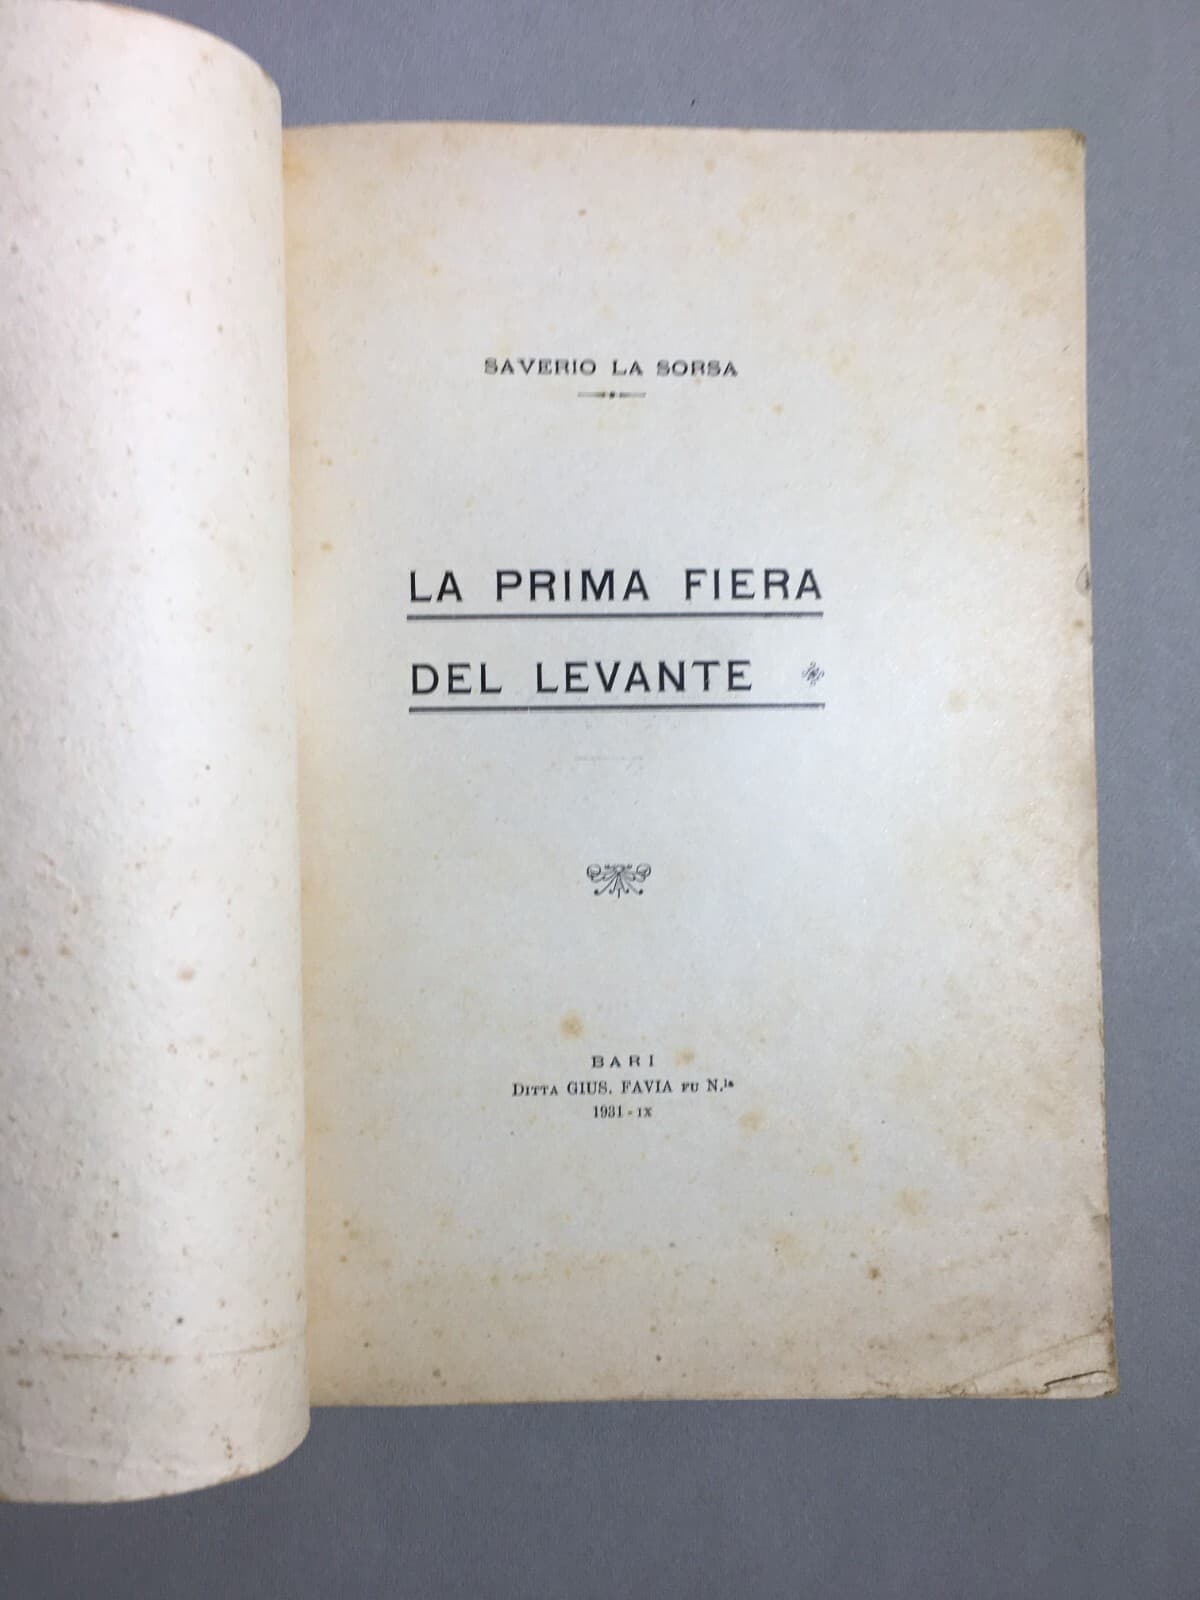 SAVERIO LA SORSA
LA PRIMA FIERA
DEL LEVANTE
BARI
DITTA GIUS. FAVIA FU N.la
1931 - IX